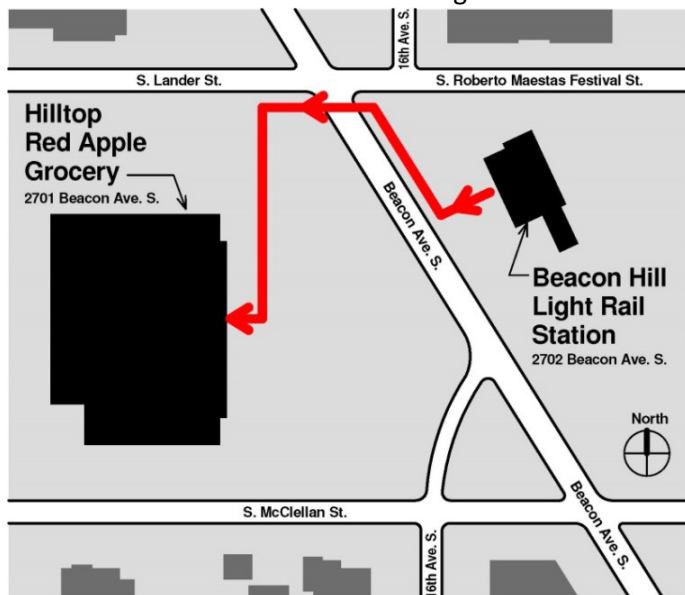 16th Ave. S.
S. Lander St.
S. Roberto Maestas Festival St.
Hilltop
Red Apple
Grocery
2701 Beacon Ave. S.
Beacon Ave. S.
Beacon Hill
Light Rail
Station
2702 Beacon Ave. S.
North
Beacon Ave. S.
S. McClellan St.
16th Ave. S.